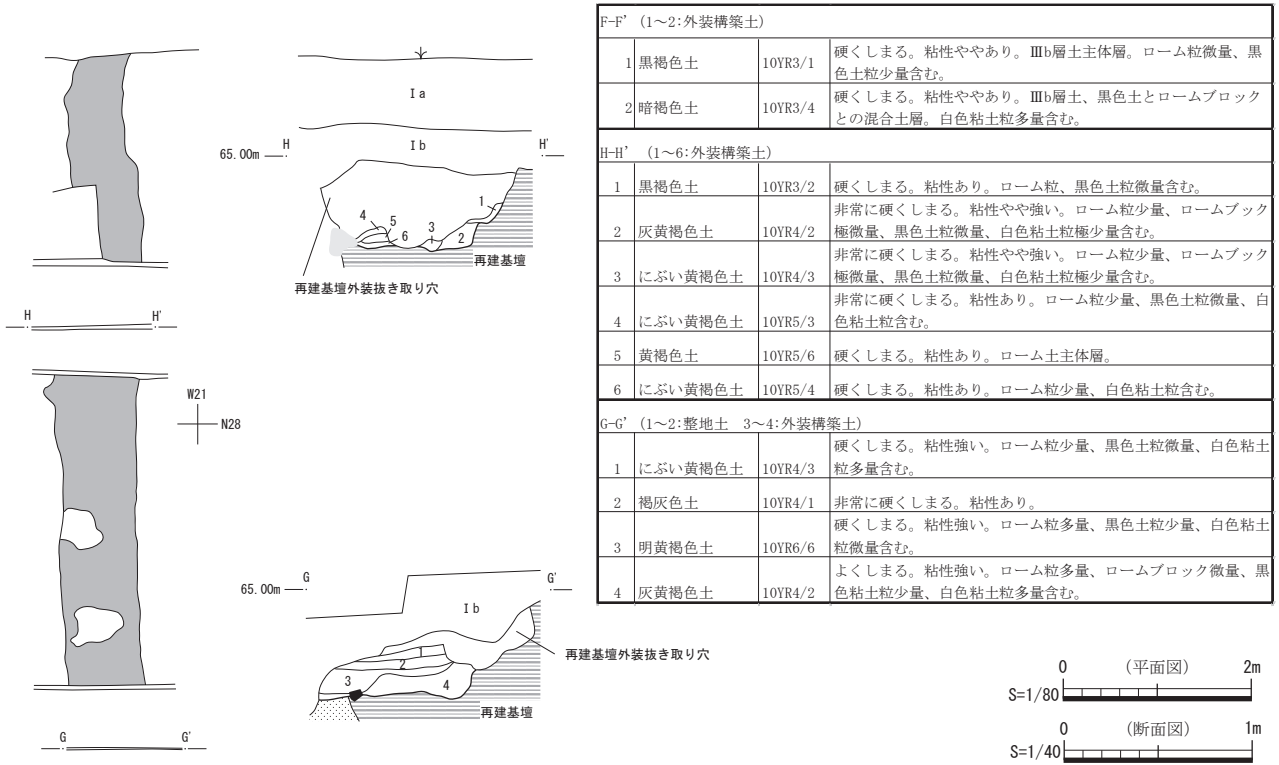 Ⅰa
Ⅰb
65.00m
H
H'
1
4
5
3
6
2
再建基壇
再建基壇外装抜き取り穴
H
H'
W21
N28
65.00m
G
G'
Ⅰb
1
2
3
4
再建基壇外装抜き取り穴
再建基壇
G
G'
F-F’（1～2:外装構築土）
1 黒褐色土 10YR3/1 硬くしまる。粘性ややあり。Ⅲb層土主体層。ローム粒微量、黒
色土粒少量含む。
2 暗褐色土 10YR3/4 硬くしまる。粘性ややあり。Ⅲb層土、黒色土とロームブロック
との混合土層。白色粘土粒多量含む。
H-H’（1～6:外装構築土）
1 黒褐色土 10YR3/2 硬くしまる。粘性あり。ローム粒、黒色土粒微量含む。
2 灰黄褐色土 10YR4/2 非常に硬くしまる。粘性やや強い。ローム粒少量、ロームブック
極微量、黒色土粒微量、白色粘土粒極少量含む。
3 にぶい黄褐色土 10YR4/3 非常に硬くしまる。粘性やや強い。ローム粒少量、ロームブック
極微量、黒色土粒微量、白色粘土粒極少量含む。
4 にぶい黄褐色土 10YR5/3 非常に硬くしまる。粘性あり。ローム粒少量、黒色土粒微量、白
色粘土粒含む。
5 黄褐色土 10YR5/6 硬くしまる。粘性あり。ローム土主体層。
6 にぶい黄褐色土 10YR5/4 硬くしまる。粘性あり。ローム粒少量、白色粘土粒含む。
G-G’（1～2:整地土　3～4:外装構築土）
1 にぶい黄褐色土 10YR4/3 硬くしまる。粘性強い。ローム粒少量、黒色土粒微量、白色粘土
粒多量含む。
2 褐灰色土 10YR4/1 非常に硬くしまる。粘性あり。
3 明黄褐色土 10YR6/6 硬くしまる。粘性強い。ローム粒多量、黒色土粒少量、白色粘土
粒微量含む。
4 灰黄褐色土 10YR4/2 よくしまる。粘性強い。ローム粒多量、ロームブロック微量、黒
色粘土粒少量、白色粘土粒多量含む。
0 （平面図） 2m
S=1/80
0 （断面図） 1m
S=1/40